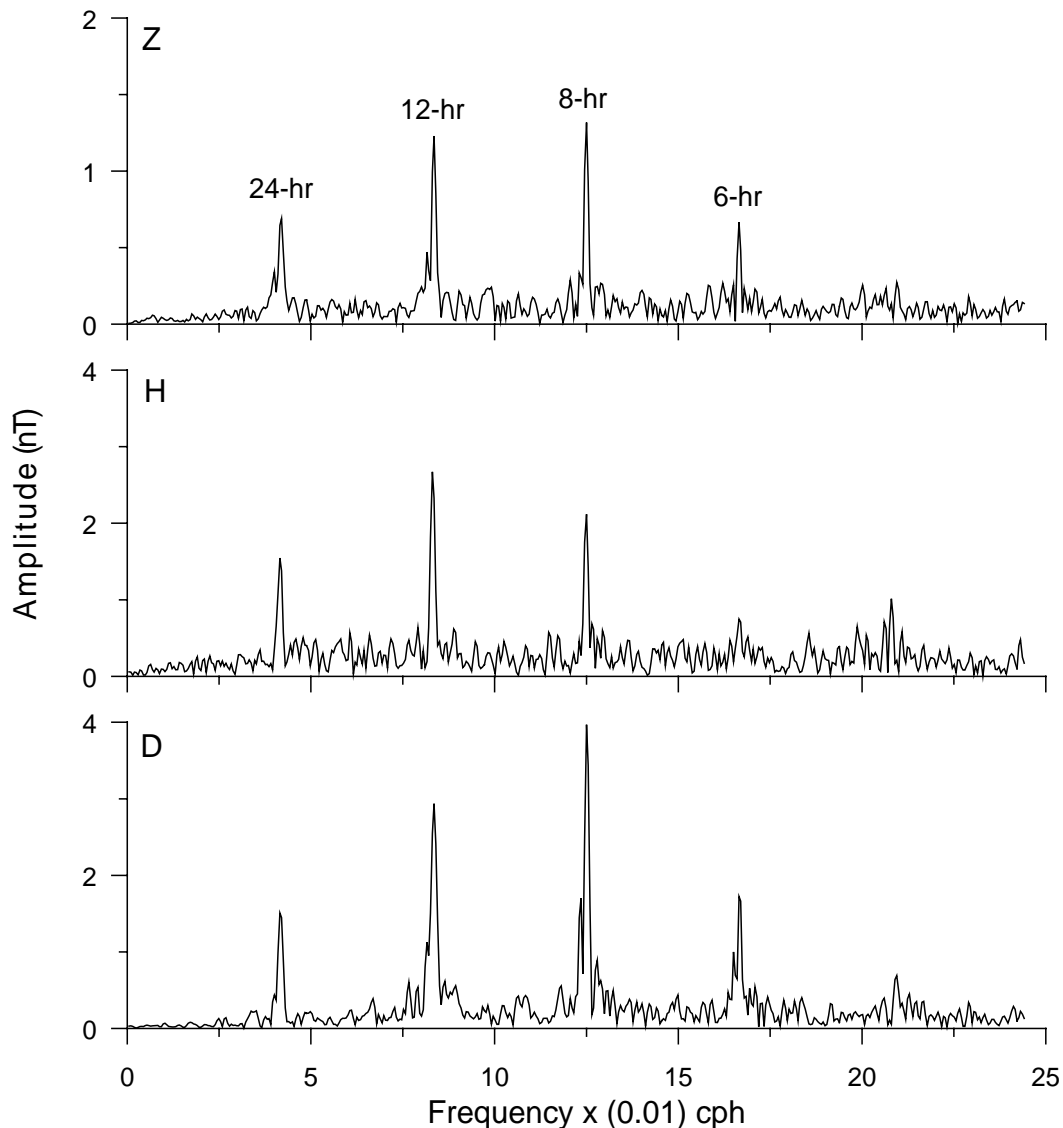 2
Z
8-hr
12-hr
24-hr
6-hr
1
0
4
H
2
0
Amplitude (nT)
4
D
2
0
0 5 10 15 20 25
Frequency x (0.01) cph